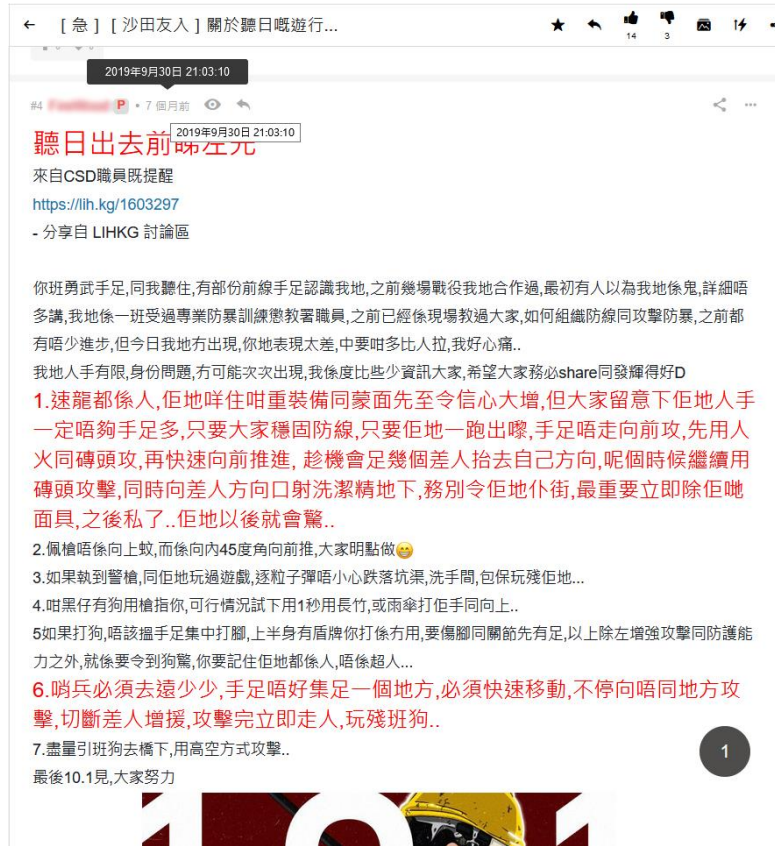 [ 急 ] [ 沙田友入 ] 關於聽日嘅遊行...
14
3
2019年9月30日 21:03:10
#4
P
• 7 個月前
2019年9月30日 21:03:10
聽日出去前睇左先
來自CSD職員既提醒
https://lih.kg/1603297
- 分享自 LIHKG 討論區
你班勇武手足,同我聽住,有部份前線手足認識我地,之前幾場戰役我地合作過,最初有人以為我地係鬼,詳細唔
多講,我地係一班受過專業防暴訓練懲教署職員,之前已經係現場教過大家,如何組織防線同攻擊防暴,之前都
有唔少進步,但今日我地冇出現,你地表現太差,中要咁多比人拉,我好心痛..
我地人手有限,身份問題,冇可能次次出現,我係度比些少資訊大家,希望大家務必share同發輝得好D
1.速龍都係人,佢地咩住咁重裝備同蒙面先至令信心大增,但大家留意下佢地人手
一定唔夠手足多,只要大家穩固防線,只要佢地一跑出嚟,手足唔走向前攻,先用人
火同磚頭攻,再快速向前推進, 趁機會足幾個差人抬去自己方向,呢個時候繼續用
磚頭攻擊,同時向差人方向口射洗潔精地下,務別令佢地仆街,最重要立即除佢哋
面具,之後私了..佢地以後就會驚..
2.佩槍唔係向上蚊,而係向內45度角向前推,大家明點做😁
3.如果執到警槍,同佢地玩過遊戲,逐粒子彈唔小心跌落坑渠,洗手間,包保玩殘佢地...
4.咁黑仔有狗用槍指你,可行情況試下用1秒用長竹,或雨傘打佢手同向上..
5如果打狗,唔該搵手足集中打腳,上半身有盾牌你打係冇用,要傷腳同關節先有足,以上除左增強攻擊同防護能
力之外,就係要令到狗驚,你要記住佢地都係人,唔係超人...
6.哨兵必須去遠少少,手足唔好集足一個地方,必須快速移動,不停向唔同地方攻
擊,切斷差人增援,攻擊完立即走人,玩殘班狗..
7.盡量引班狗去橋下,用高空方式攻擊..
最後10.1見,大家努力
1